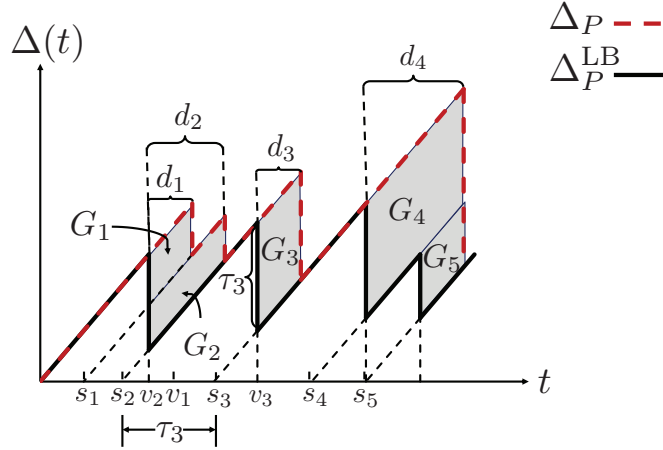 Δ_P
Δ(t)
Δ_P^LB
d_4
d_2
d_1
d_3
G_1
G_4
G_3
G_5
τ_3
G_2
t
s_1 s_2 v_2 v_1 s_3 v_3 s_4 s_5
τ_3